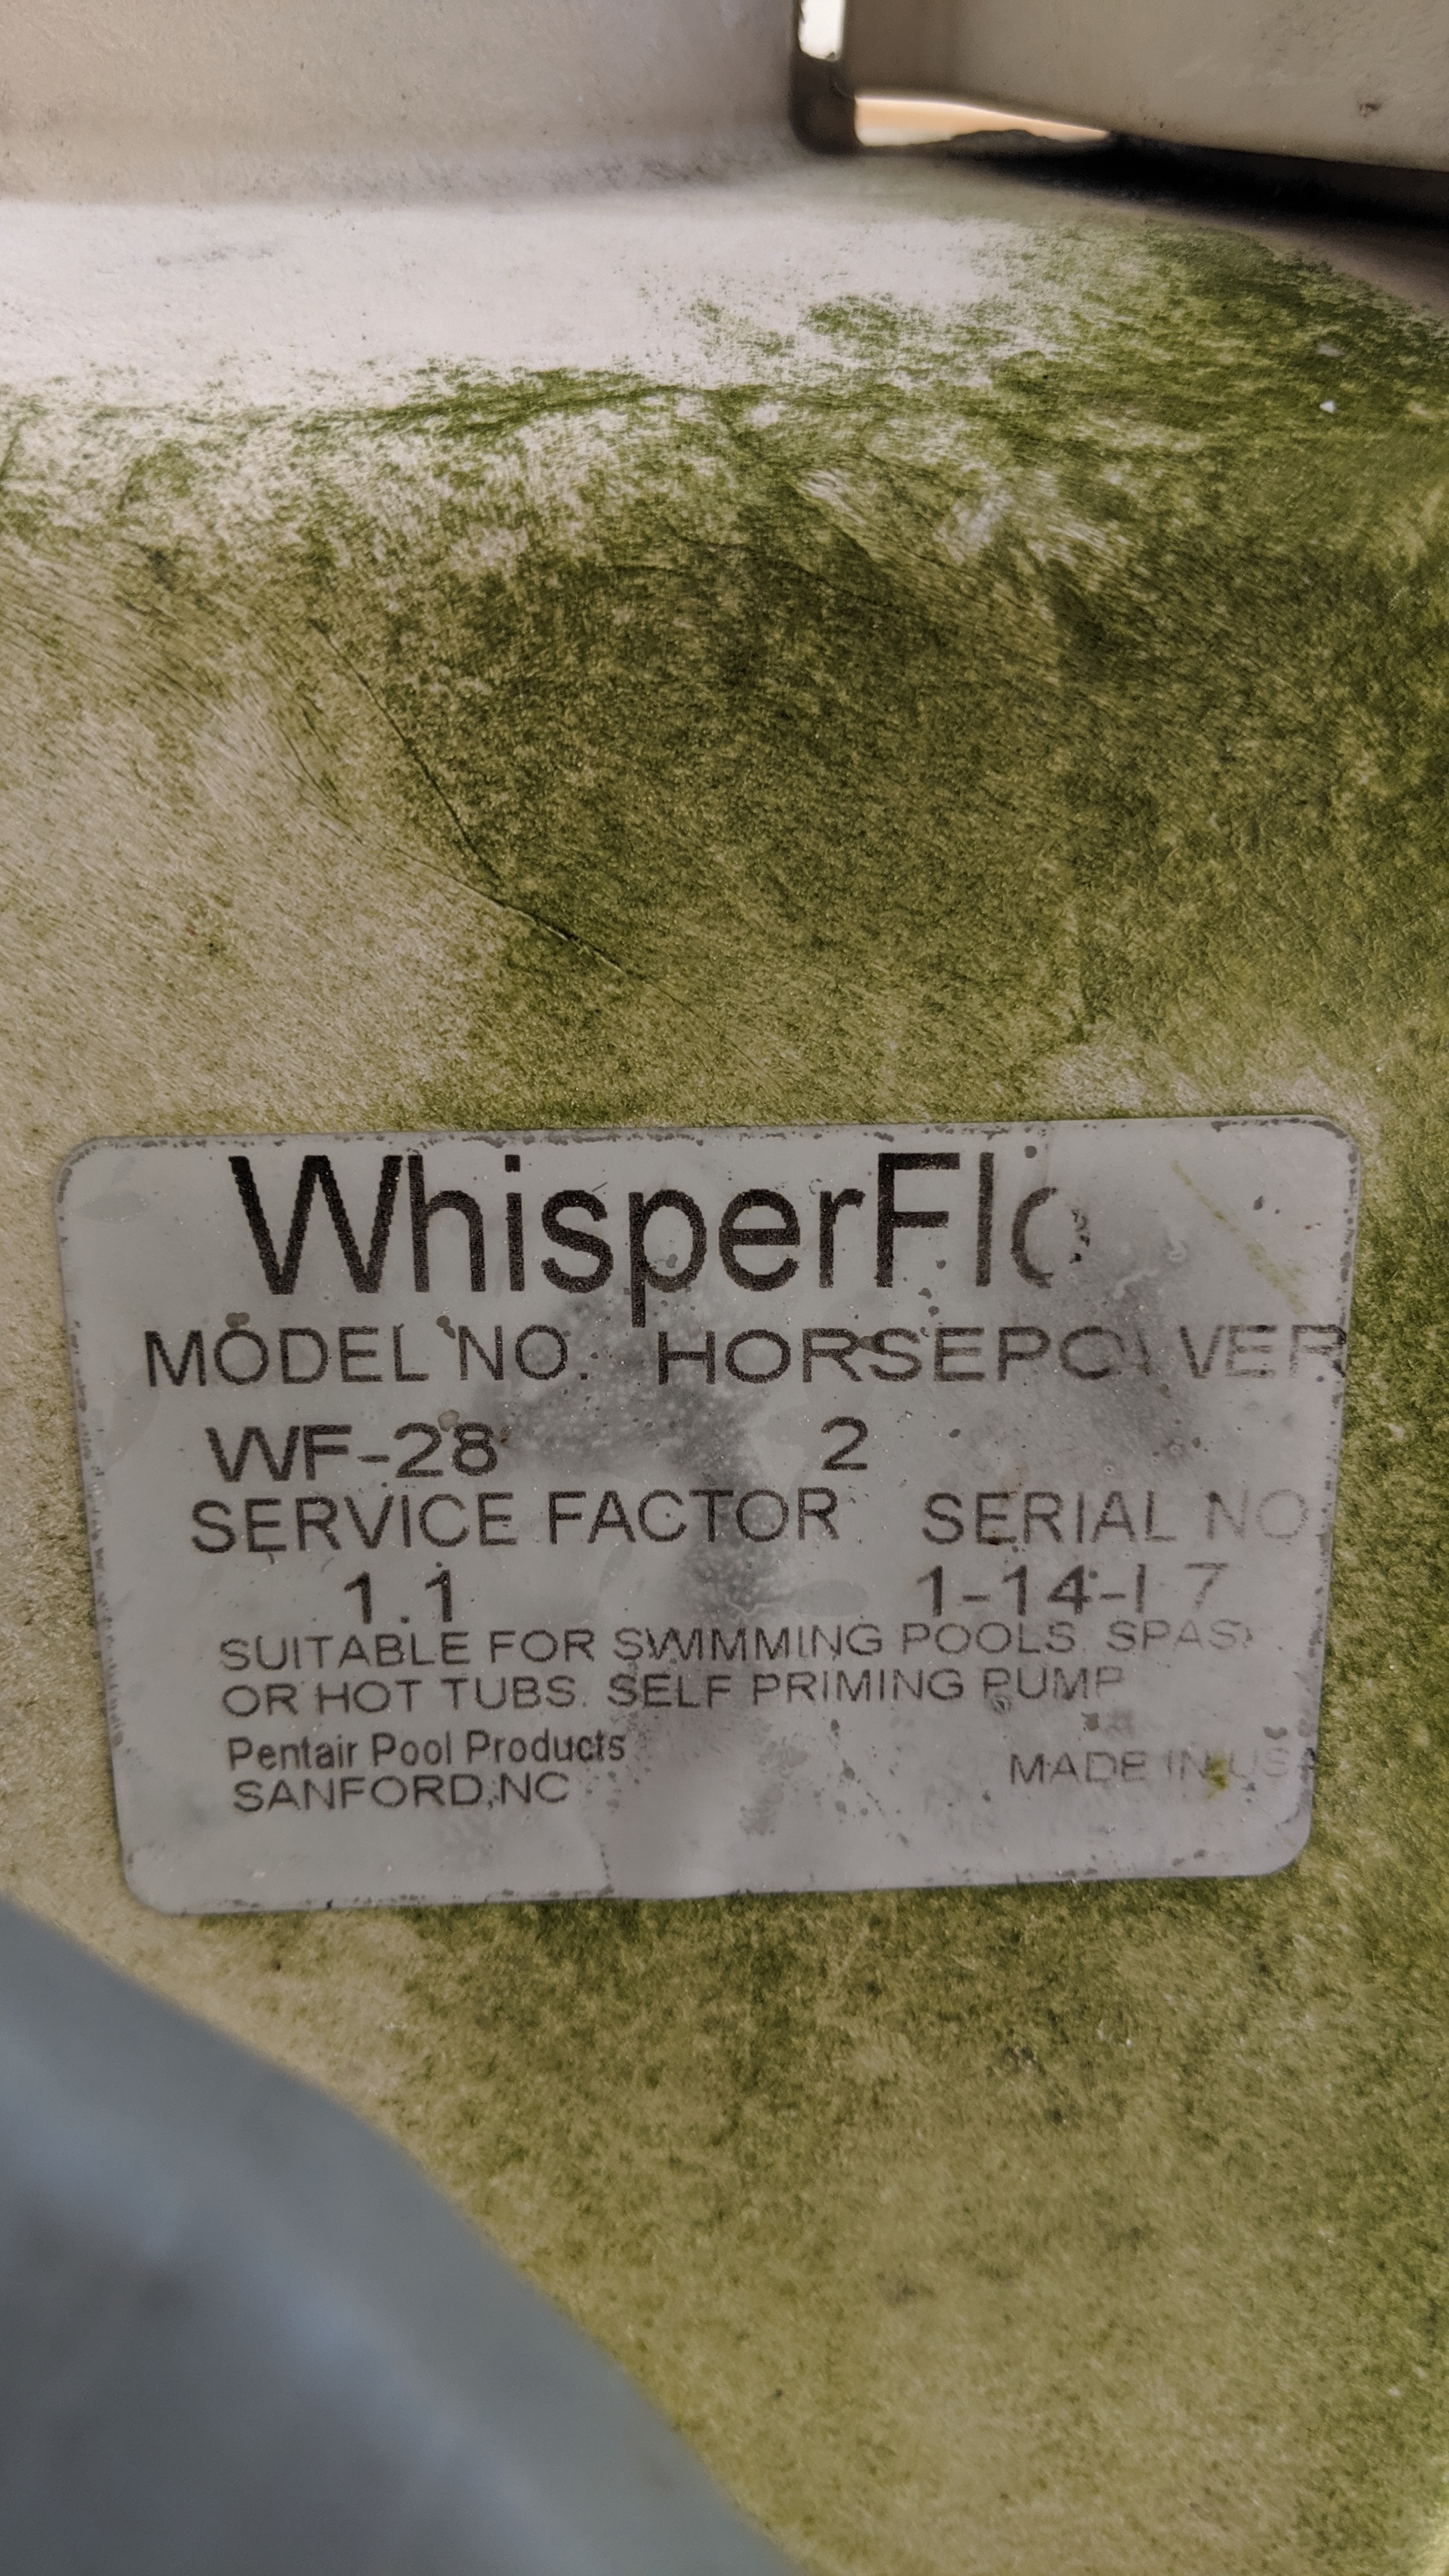 WhisperFlo
MODEL NO. HORSEPOWER
WF-28 2
SERVICE FACTOR SERIAL NO
1.1 1-14-17
SUITABLE FOR SWIMMING POOLS, SPAS,
OR HOT TUBS. SELF PRIMING PUMP
Pentair Pool Products
SANFORD,NC MADE IN USA